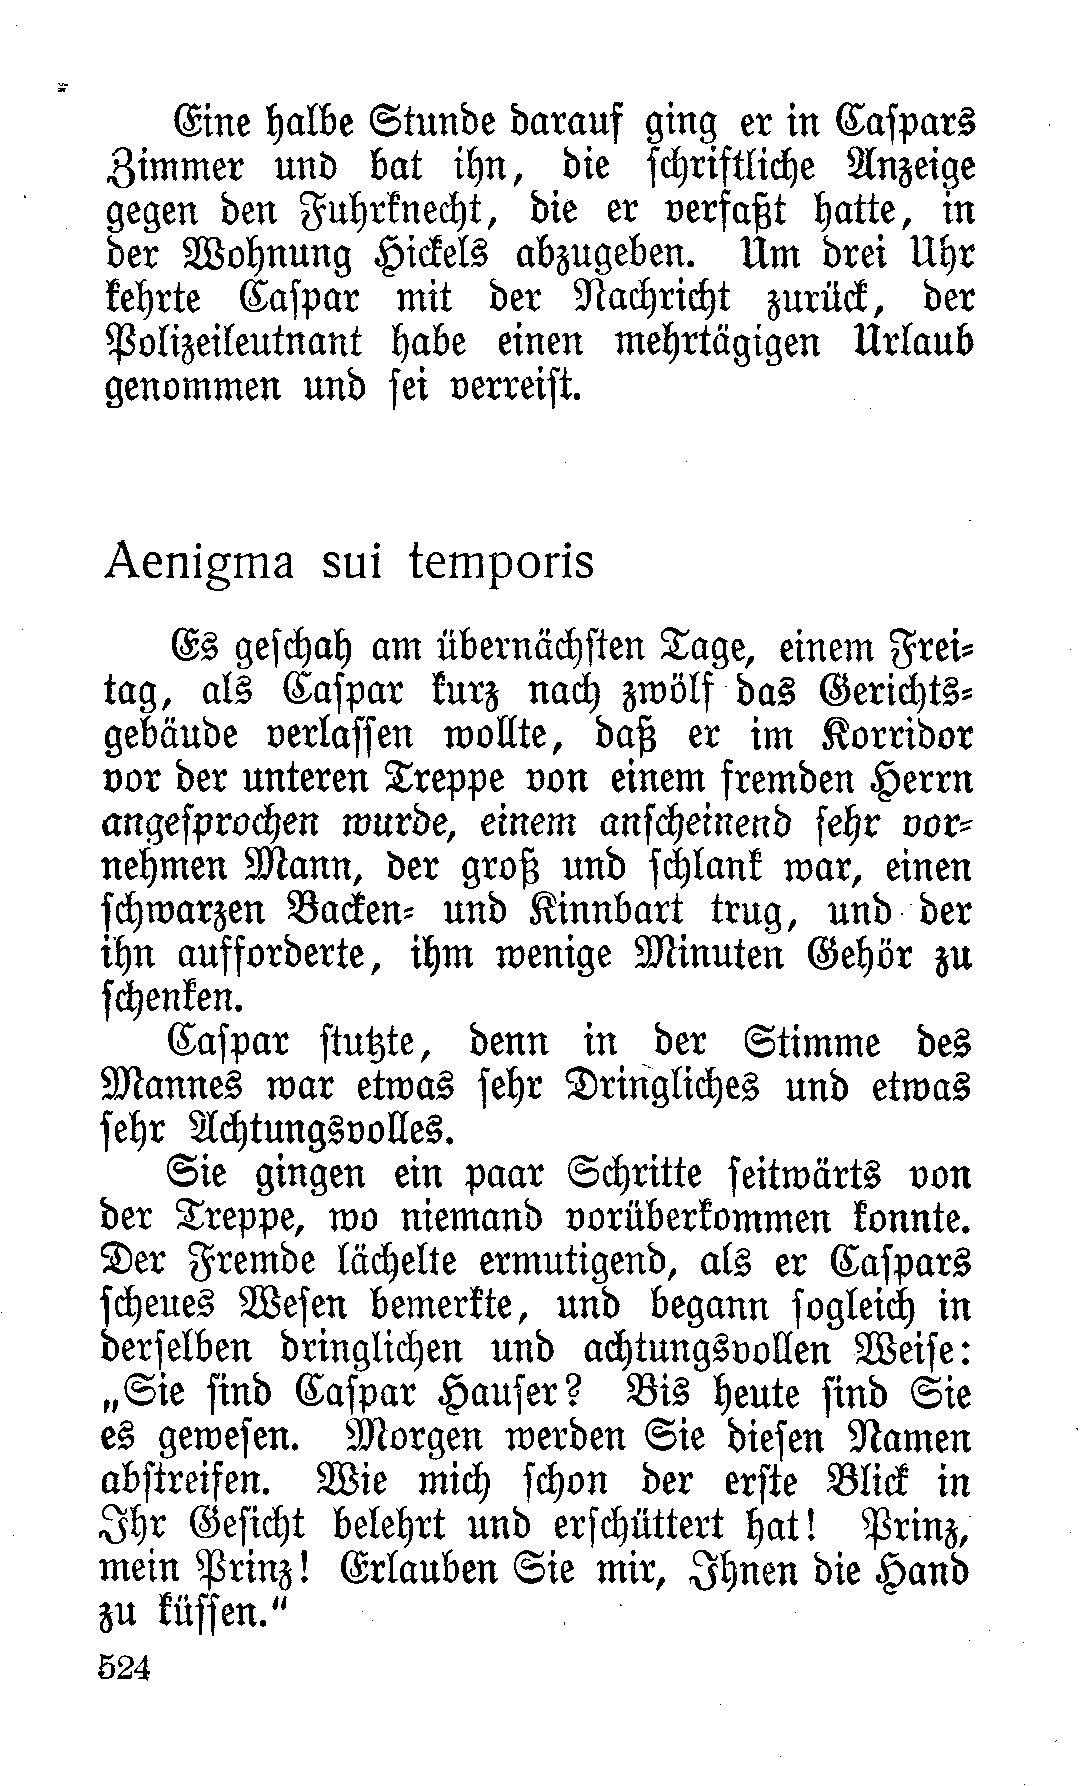 Eine halbe Stunde darauf ging er in Caspars
Zimmer und bat ihn, die schriftliche Anzeige
gegen den Fuhrknecht, die er verfaßt hatte, in
der Wohnung Hickels abzugeben. Um drei Uhr
kehrte Caspar mit der Nachricht zurück, der
Polizeileutnant habe einen mehrtägigen Urlaub
genommen und sei verreist.
Aenigma sui temporis
Es geschah am übernächsten Tage, einem Frei-
tag, als Caspar kurz nach zwölf das Gerichts-
gebäude verlassen wollte, daß er im Korridor
vor der unteren Treppe von einem fremden Herrn
angesprochen wurde, einem anscheinend sehr vor-
nehmen Mann, der groß und schlank war, einen
schwarzen Backen- und Kinnbart trug, und der
ihn aufforderte, ihm wenige Minuten Gehör zu
schenken.
Caspar stutzte, denn in der Stimme des
Mannes war etwas sehr Dringliches und etwas
sehr Achtungsvolles.
Sie gingen ein paar Schritte seitwärts von
der Treppe, wo niemand vorüberkommen konnte.
Der Fremde lächelte ermutigend, als er Caspars
scheues Wesen bemerkte, und begann sogleich in
derselben dringlichen und achtungsvollen Weise:
„Sie sind Caspar Hauser? Bis heute sind Sie
es gewesen. Morgen werden Sie diesen Namen
abstreifen. Wie mich schon der erste Blick in
Ihr Gesicht belehrt und erschüttert hat! Prinz,
mein Prinz! Erlauben Sie mir, Ihnen die Hand
zu küssen."
524